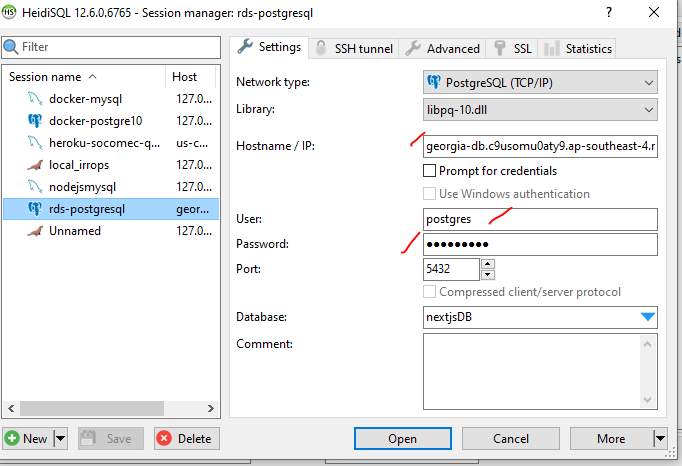 HS HeidiSQL 12.6.0.6765 - Session manager: rds-postgresql
Filter
Session name Host
docker-mysql 127.0...
docker-postgre10 127.0...
heroku-socomec-q... us-c...
local_irrops 127.0...
nodejsmysql 127.0...
rds-postgresql geor...
Unnamed 127.0...
New Save Delete
Settings SSH tunnel Advanced SSL Statistics
Network type: PostgreSQL (TCP/IP)
Library: libpq-10.dll
Hostname / IP: georgia-db.c9usomu0aty9.ap-southeast-4.r
Prompt for credentials
Use Windows authentication
User: postgres
Password: ●●●●●●●●●
Port: 5432
Compressed client/server protocol
Database: nextjsDB
Comment:
Open Cancel More